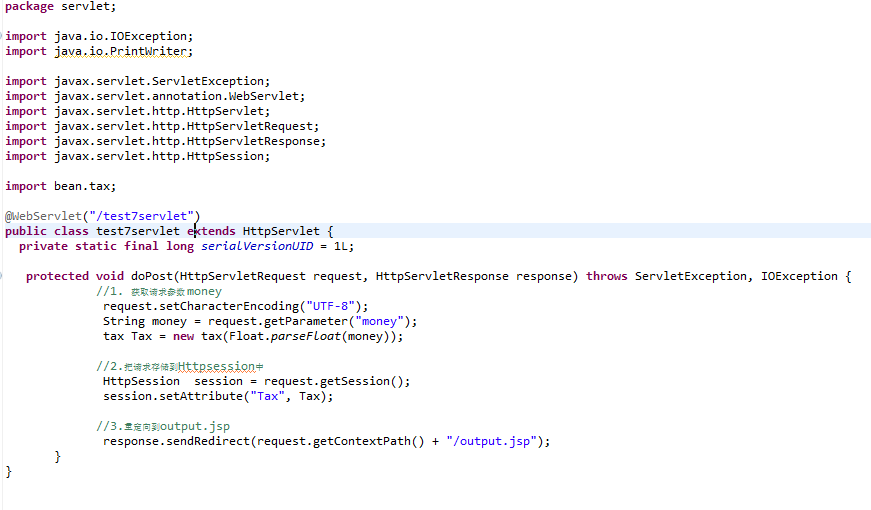 package servlet;
import java.io.IOException;
import java.io.PrintWriter;
import javax.servlet.ServletException;
import javax.servlet.annotation.WebServlet;
import javax.servlet.http.HttpServlet;
import javax.servlet.http.HttpServletRequest;
import javax.servlet.http.HttpServletResponse;
import javax.servlet.http.HttpSession;
import bean.tax;
@WebServlet("/test7servlet")
public class test7servlet extends HttpServlet {
private static final long serialVersionUID = 1L;
protected void doPost(HttpServletRequest request, HttpServletResponse response) throws ServletException, IOException {
//1. 获取请求参数money
request.setCharacterEncoding("UTF-8");
String money = request.getParameter("money");
tax Tax = new tax(Float.parseFloat(money));
//2.把请求存储到Httpsession中
HttpSession  session = request.getSession();
session.setAttribute("Tax", Tax);
//3.重定向到output.jsp
response.sendRedirect(request.getContextPath() + "/output.jsp");
}
}